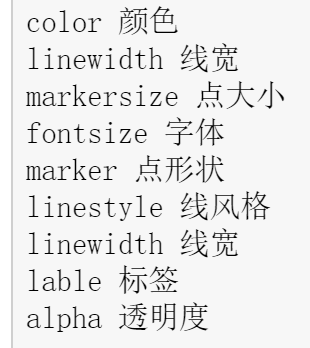 color 颜色
linewidth 线宽
markersize 点大小
fontsize 字体
marker 点形状
linestyle 线风格
linewidth 线宽
lable 标签
alpha 透明度